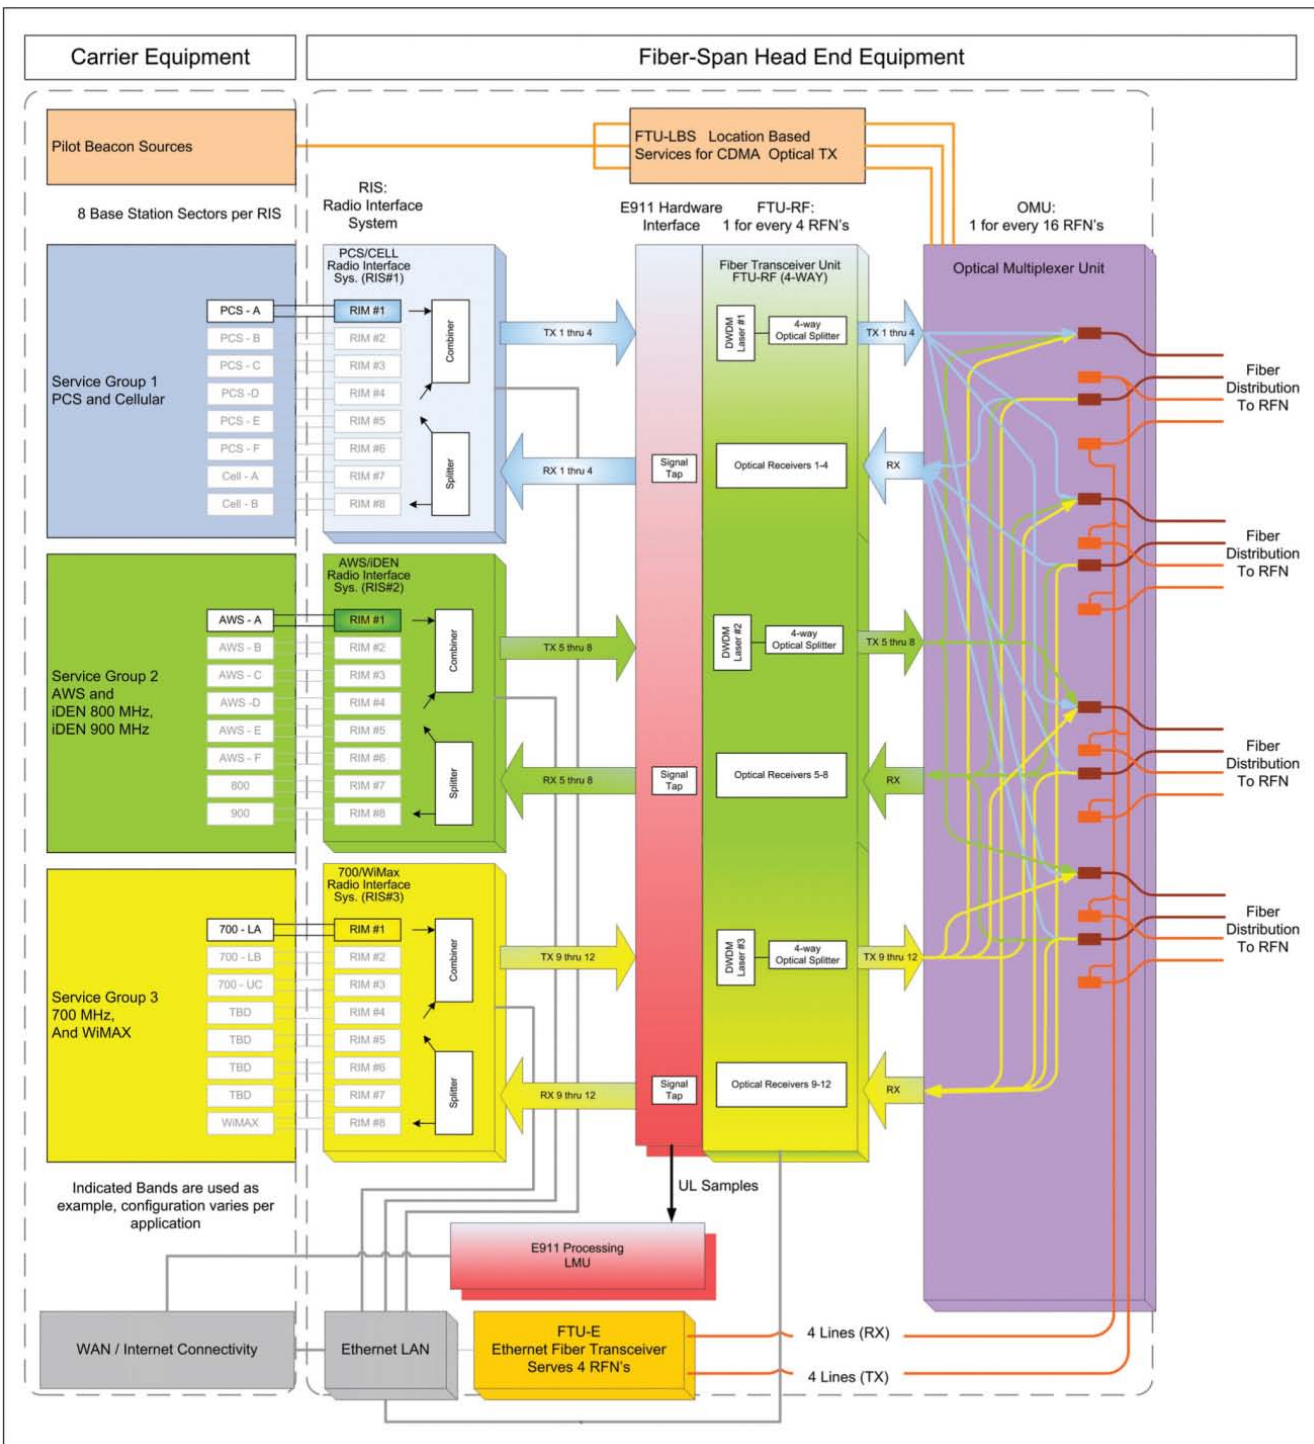 Carrier Equipment
Fiber-Span Head End Equipment
Pilot Beacon Sources
FTU-LBS Location Based
Services for CDMA Optical TX
8 Base Station Sectors per RIS
RIS:
Radio Interface
System
E911 Hardware
Interface
FTU-RF:
1 for every 4 RFN's
OMU:
1 for every 16 RFN's
Service Group 1
PCS and Cellular
PCS - A
PCS - B
PCS - C
PCS -D
PCS - E
PCS - F
Cell - A
Cell - B
PCS/CELL
Radio Interface
Sys. (RIS#1)
RIM #1
RIM #2
RIM #3
RIM #4
RIM #5
RIM #6
RIM #7
RIM #8
Combiner
Splitter
TX 1 thru 4
RX 1 thru 4
Signal
Tap
Fiber Transceiver Unit
FTU-RF (4-WAY)
DWDM
Laser #1
4-way
Optical Splitter
Optical Receivers 1-4
TX 1 thru 4
RX
Optical Multiplexer Unit
Fiber
Distribution
To RFN
Fiber
Distribution
To RFN
Service Group 2
AWS and
iDEN 800 MHz,
iDEN 900 MHz
AWS - A
AWS - B
AWS - C
AWS -D
AWS - E
AWS - F
800
900
AWS/iDEN
Radio Interface
Sys. (RIS#2)
RIM #1
RIM #2
RIM #3
RIM #4
RIM #5
RIM #6
RIM #7
RIM #8
Combiner
Splitter
TX 5 thru 8
RX 5 thru 8
Signal
Tap
DWDM
Laser #2
4-way
Optical Splitter
Optical Receivers 5-8
TX 5 thru 8
RX
Fiber
Distribution
To RFN
Service Group 3
700 MHz,
And WiMAX
700 - LA
700 - LB
700 - UC
TBD
TBD
TBD
TBD
WiMAX
700/WiMax
Radio Interface
Sys. (RIS#3)
RIM #1
RIM #2
RIM #3
RIM #4
RIM #5
RIM #6
RIM #7
RIM #8
Combiner
Splitter
TX 9 thru 12
RX 9 thru 12
Signal
Tap
DWDM
Laser #3
4-way
Optical Splitter
Optical Receivers 9-12
TX 9 thru 12
RX
Fiber
Distribution
To RFN
Indicated Bands are used as
example, configuration varies per
application
UL Samples
E911 Processing
LMU
WAN / Internet Connectivity
Ethernet LAN
FTU-E
Ethernet Fiber Transceiver
Serves 4 RFN's
4 Lines (RX)
4 Lines (TX)